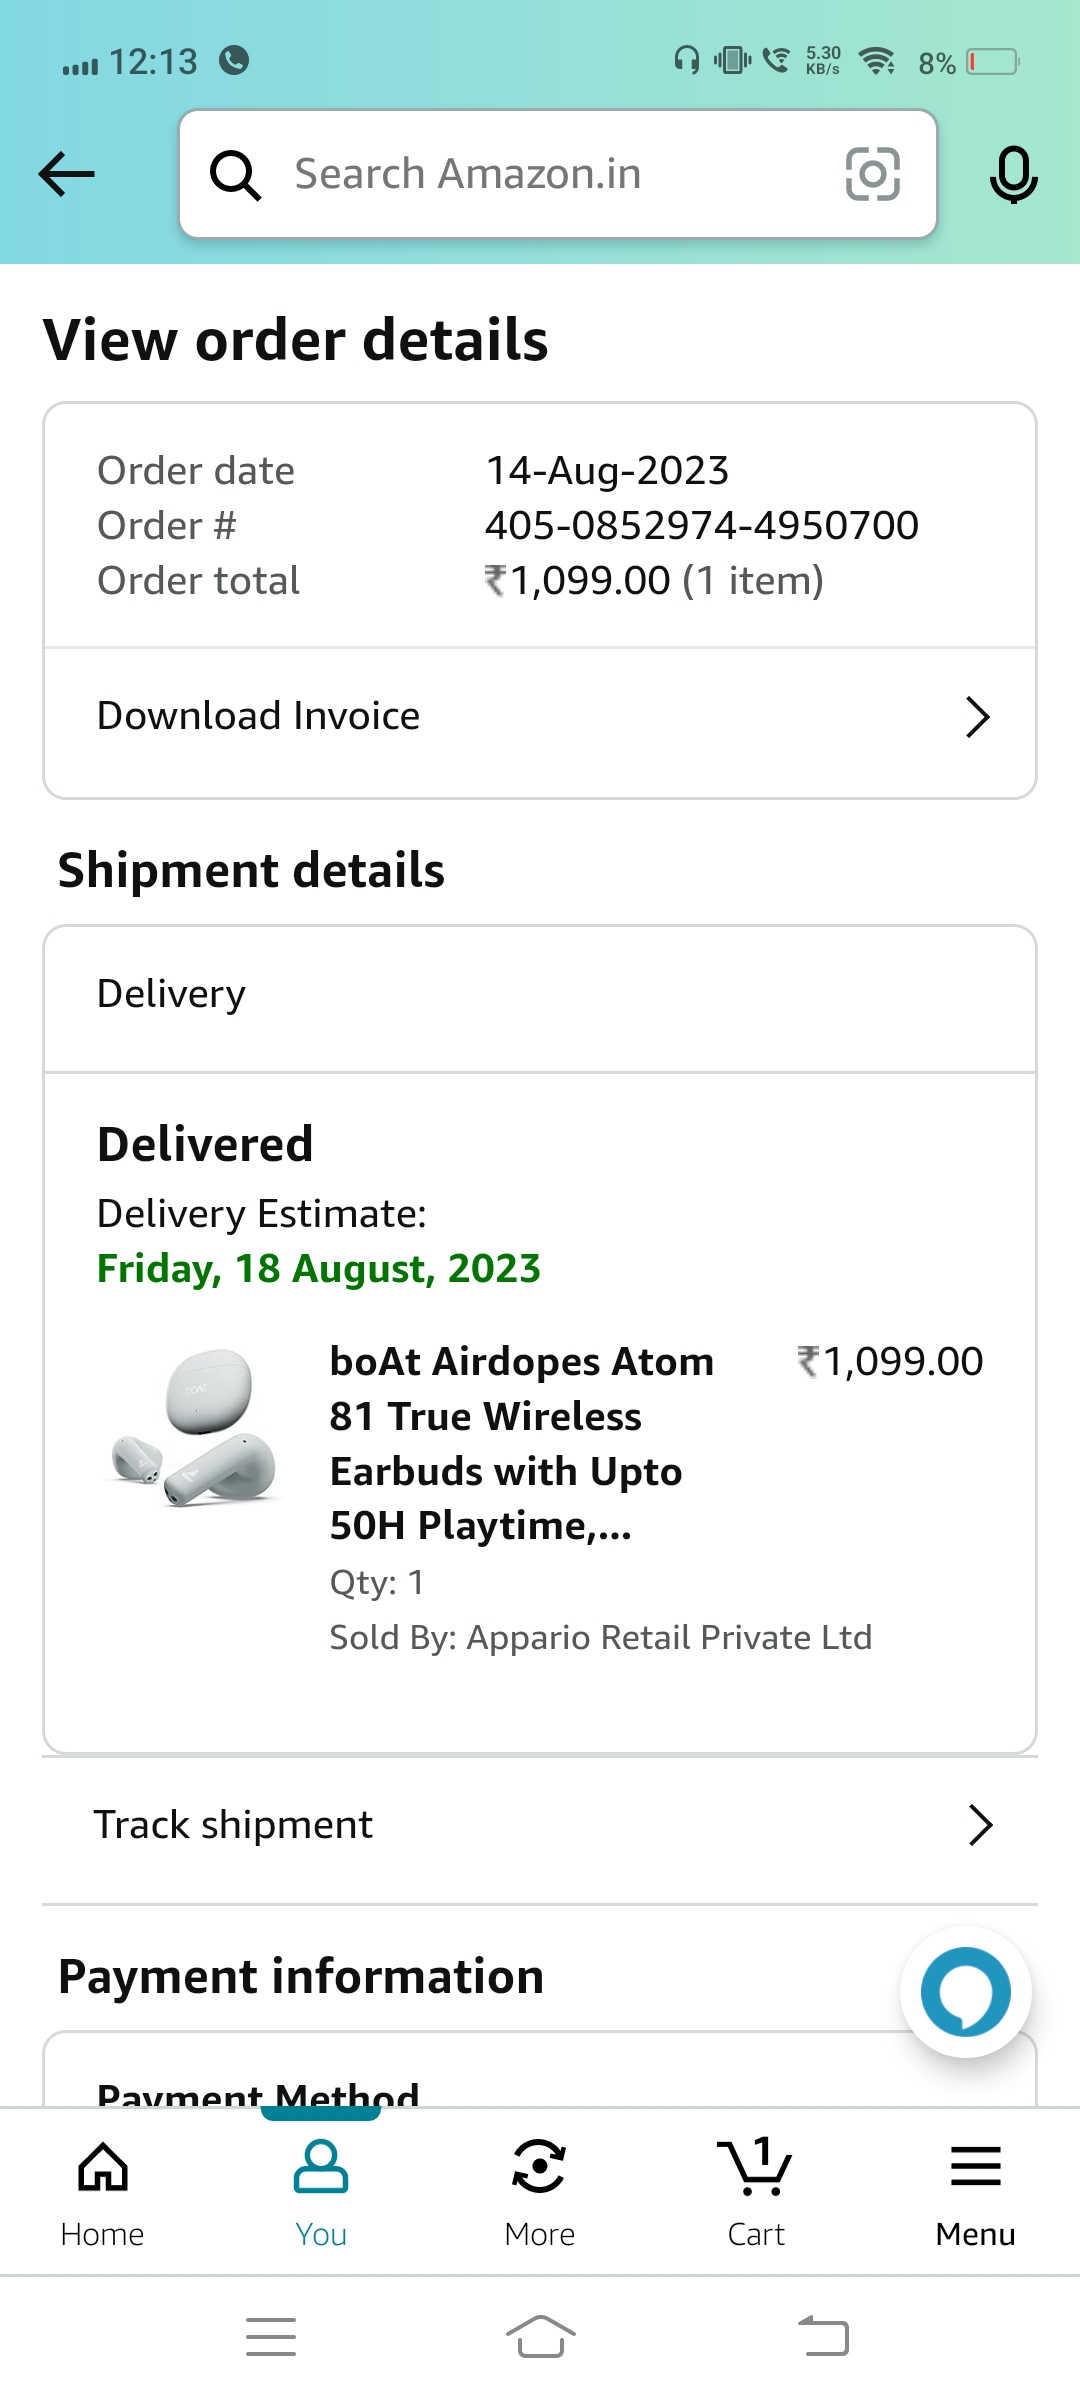 12:13
5.30
KB/s
8%
Search Amazon.in
View order details
Order date 14-Aug-2023
Order # 405-0852974-4950700
Order total ₹1,099.00 (1 item)
Download Invoice
Shipment details
Delivery
Delivered
Delivery Estimate:
Friday, 18 August, 2023
boAt Airdopes Atom ₹1,099.00
81 True Wireless
Earbuds with Upto
50H Playtime,...
Qty: 1
Sold By: Appario Retail Private Ltd
Track shipment
Payment information
Payment Method
1
Home You More Cart Menu